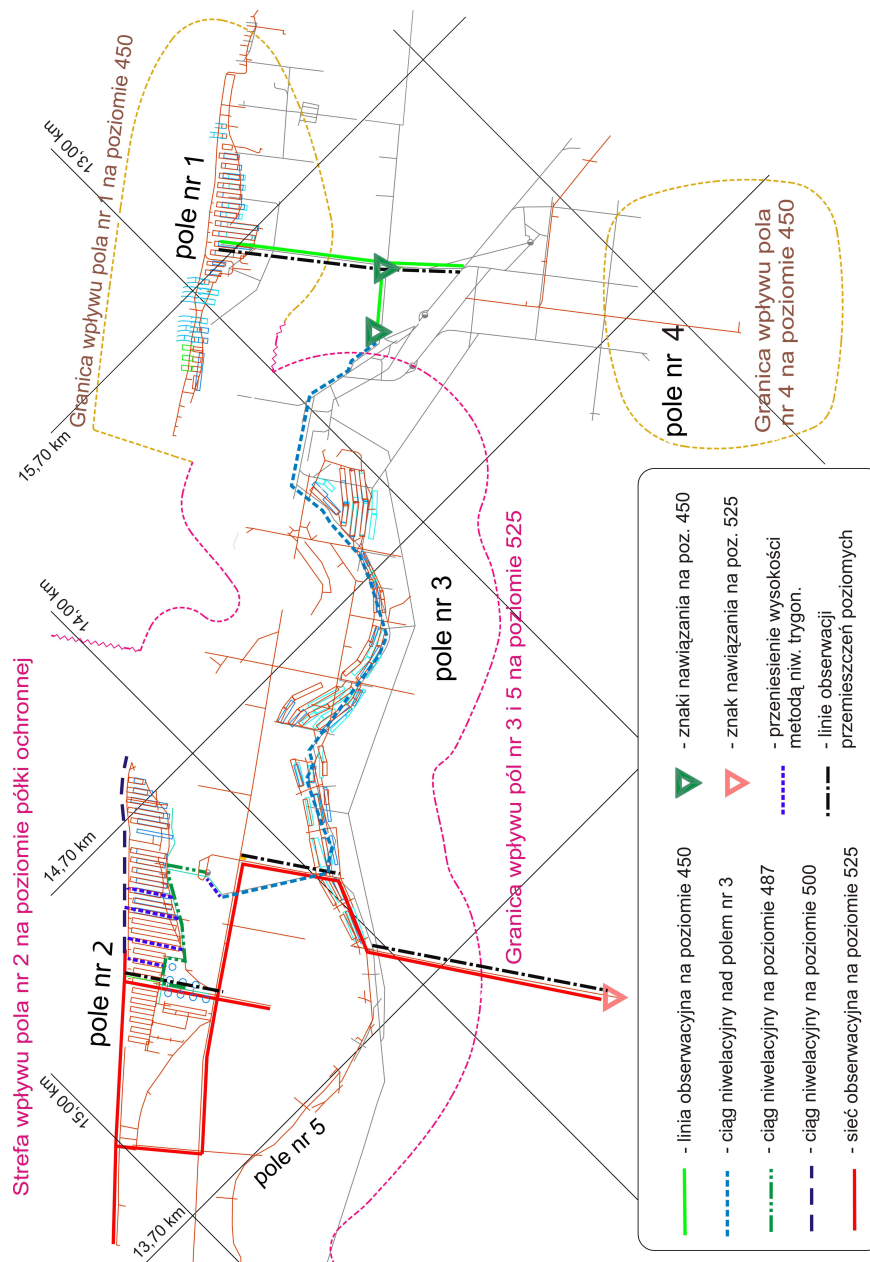 Strefa wpływu pola nr 2 na poziomie półki ochronnej
Granica wpływu pola nr 1 na poziomie 450
13,00 km
15,70 km
14,00 km
14,70 km
15,00 km
13,70 km
pole nr 1
pole nr 2
pole nr 3
pole nr 4
pole nr 5
Granica wpływu pola
nr 4 na poziomie 450
Granica wpływu pól nr 3 i 5 na poziomie 525
- linia obserwacyjna na poziomie 450
- ciąg niwelacyjny nad polem nr 3
- ciąg niwelacyjny na poziomie 487
- ciąg niwelacyjny na poziomie 500
- sieć obserwacyjna na poziomie 525
- znaki nawiązania na poz. 450
- znak nawiązania na poz. 525
- przeniesienie wysokości
metodą niw. trygon.
- linie obserwacji
przemieszczeń poziomych